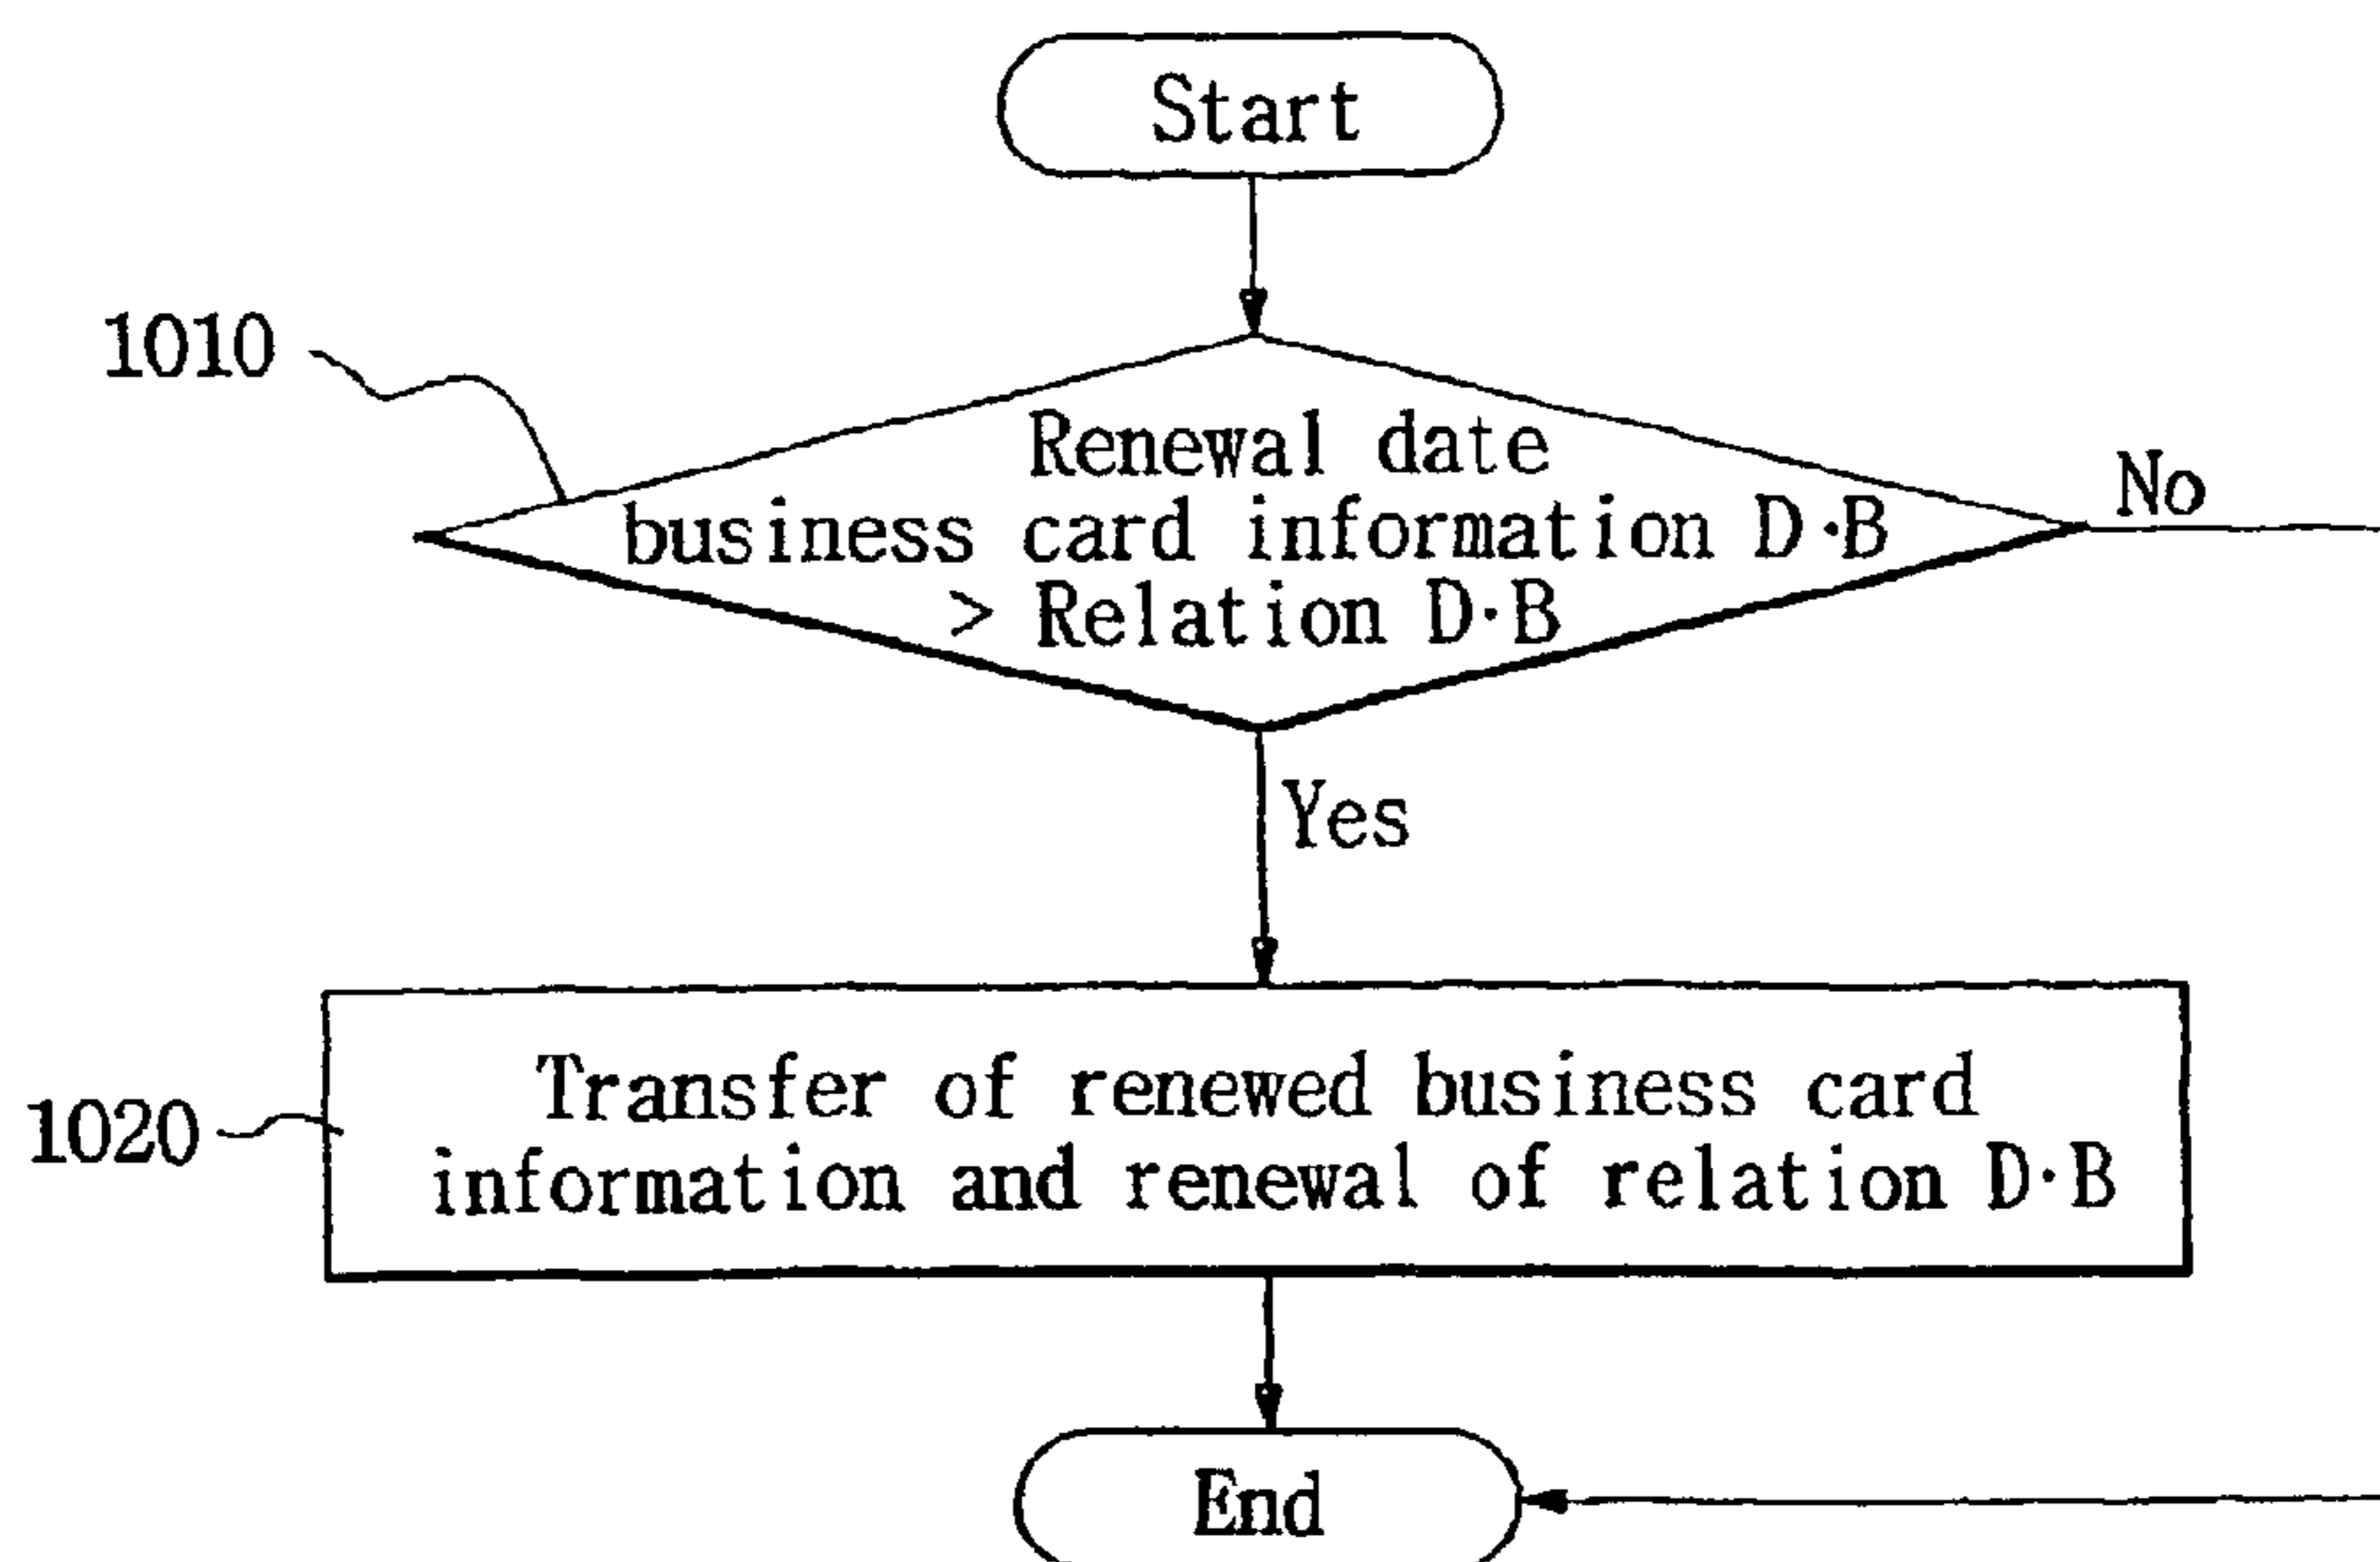 Start
1010
Renewal date
business card information D·B
> Relation D·B
No
Yes
1020
Transfer of renewed business card
information and renewal of relation D·B
End